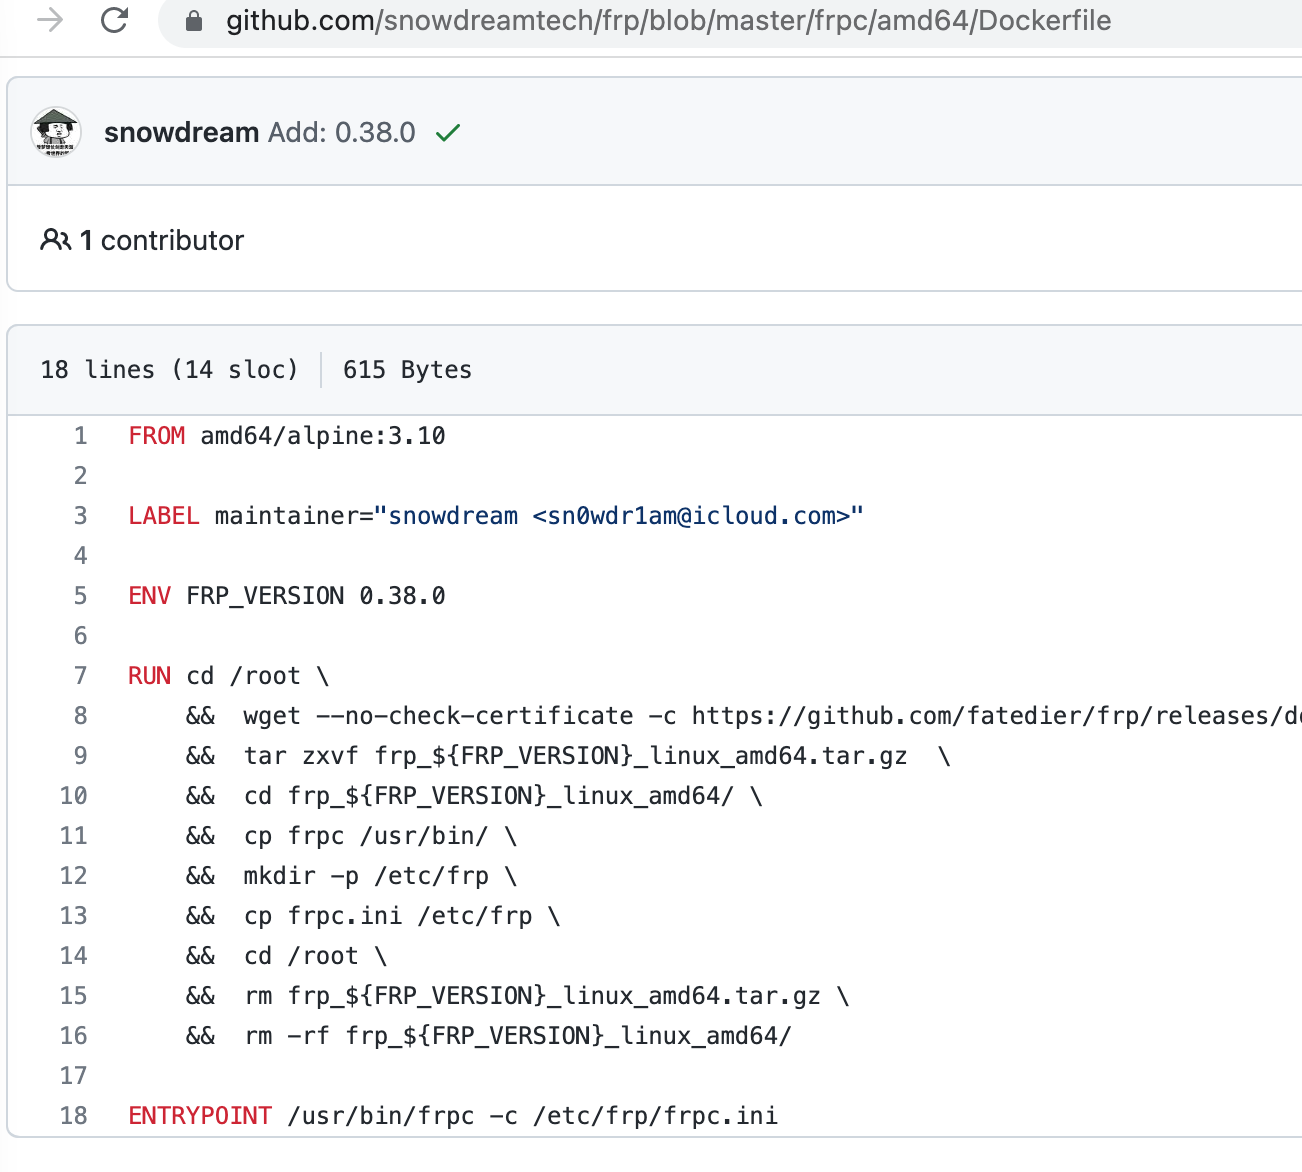 github.com/snowdreamtech/frp/blob/master/frpc/amd64/Dockerfile
snowdream Add: 0.38.0
1 contributor
18 lines (14 sloc) 615 Bytes
1 FROM amd64/alpine:3.10
2
3 LABEL maintainer="snowdream <sn0wdr1am@icloud.com>"
4
5 ENV FRP_VERSION 0.38.0
6
7 RUN cd /root \
8 && wget --no-check-certificate -c https://github.com/fatedier/frp/releases/d
9 && tar zxvf frp_${FRP_VERSION}_linux_amd64.tar.gz \
10 && cd frp_${FRP_VERSION}_linux_amd64/ \
11 && cp frpc /usr/bin/ \
12 && mkdir -p /etc/frp \
13 && cp frpc.ini /etc/frp \
14 && cd /root \
15 && rm frp_${FRP_VERSION}_linux_amd64.tar.gz \
16 && rm -rf frp_${FRP_VERSION}_linux_amd64/
17
18 ENTRYPOINT /usr/bin/frpc -c /etc/frp/frpc.ini